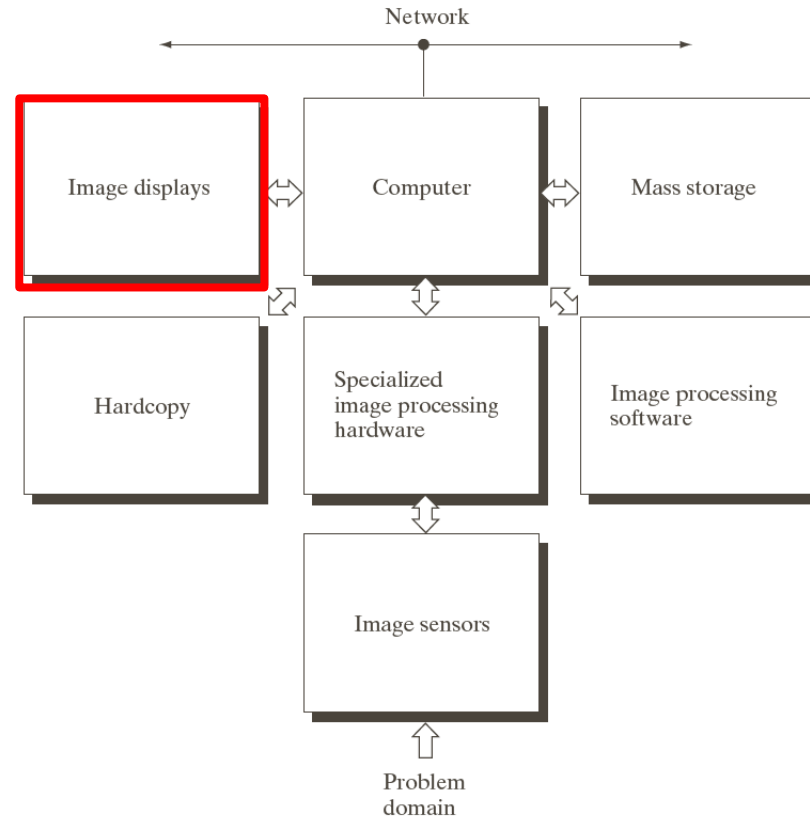 Network
Image displays
Computer
Mass storage
Hardcopy
Specialized
image processing
hardware
Image processing
software
Image sensors
Problem
domain